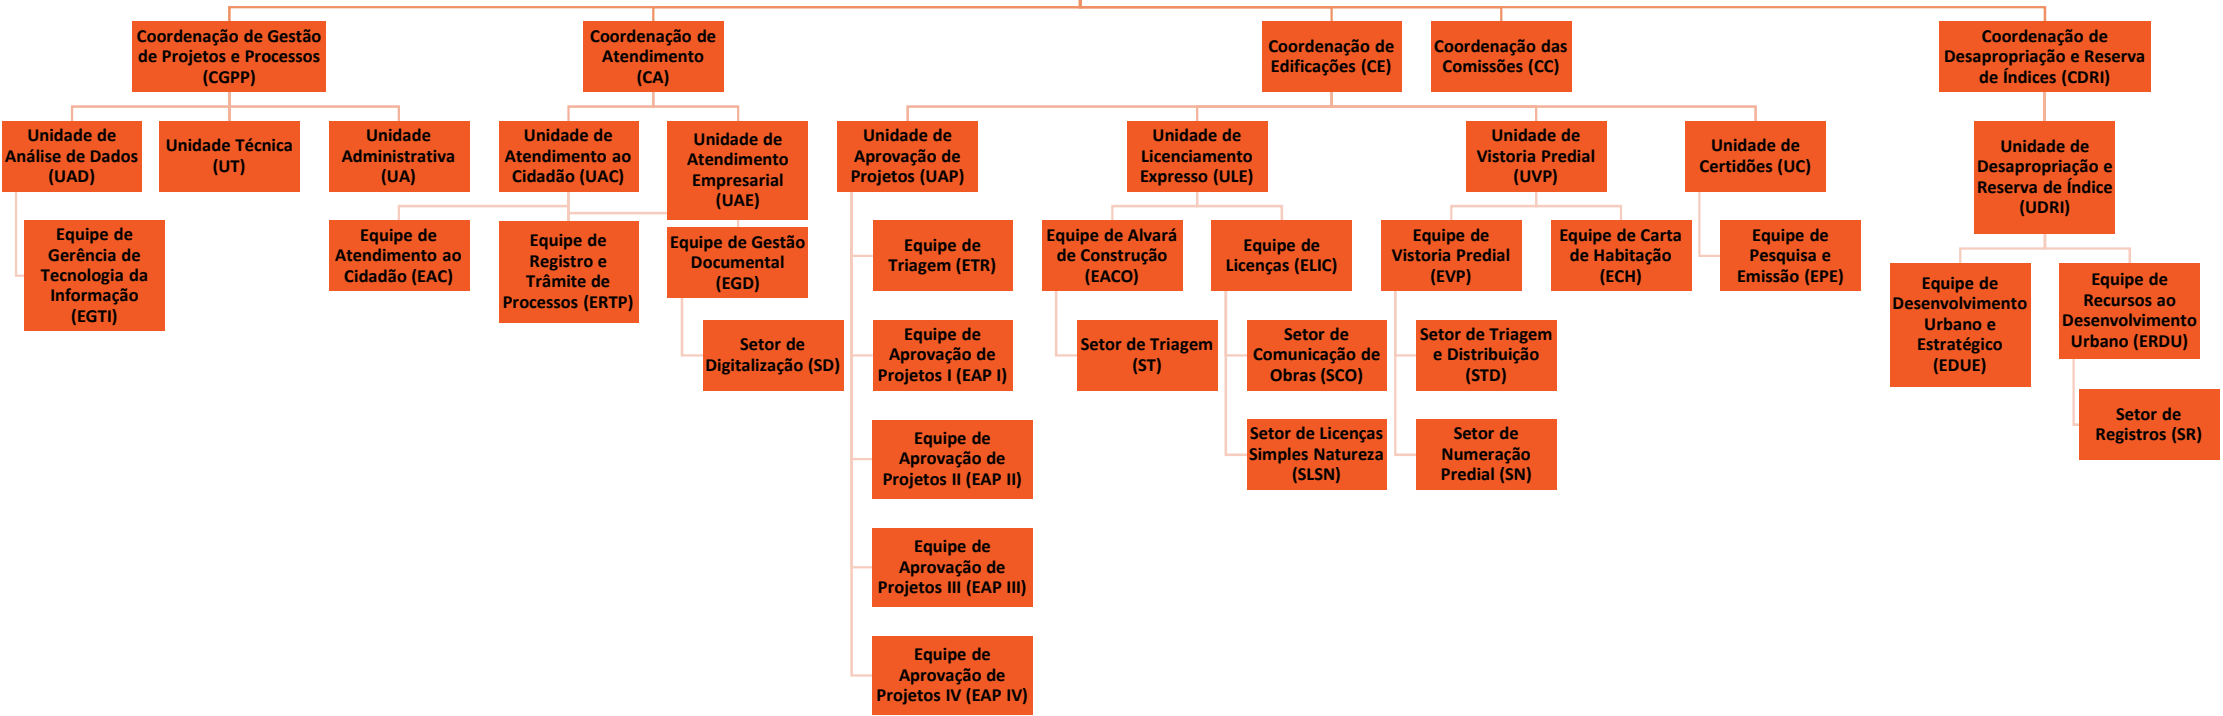 Coordenação de Gestão
de Projetos e Processos
(CGPP)
Coordenação de
Atendimento
(CA)
Coordenação de
Edificações (CE)
Coordenação das
Comissões (CC)
Coordenação de
Desapropriação e Reserva
de Índices (CDRI)
Unidade de
Análise de Dados
(UAD)
Unidade Técnica
(UT)
Unidade
Administrativa
(UA)
Unidade de
Atendimento ao
Cidadão (UAC)
Unidade de
Atendimento
Empresarial
(UAE)
Unidade de
Aprovação de
Projetos (UAP)
Unidade de
Licenciamento
Expresso (ULE)
Unidade de
Vistoria Predial
(UVP)
Unidade de
Certidões (UC)
Unidade de
Desapropriação e
Reserva de Índice
(UDRI)
Equipe de
Gerência de
Tecnologia da
Informação
(EGTI)
Equipe de
Atendimento ao
Cidadão (EAC)
Equipe de
Registro e
Trâmite de
Processos (ERTP)
Equipe de Gestão
Documental
(EGD)
Equipe de
Triagem (ETR)
Equipe de Alvará
de Construção
(EACO)
Equipe de
Licenças (ELIC)
Equipe de
Vistoria Predial
(EVP)
Equipe de Carta
de Habitação
(ECH)
Equipe de
Pesquisa e
Emissão (EPE)
Equipe de
Desenvolvimento
Urbano e
Estratégico
(EDUE)
Equipe de
Recursos ao
Desenvolvimento
Urbano (ERDU)
Setor de
Digitalização (SD)
Equipe de
Aprovação de
Projetos I (EAP I)
Setor de Triagem
(ST)
Setor de
Comunicação de
Obras (SCO)
Setor de Triagem
e Distribuição
(STD)
Setor de
Registros (SR)
Equipe de
Aprovação de
Projetos II (EAP II)
Setor de Licenças
Simples Natureza
(SLSN)
Setor de
Numeração
Predial (SN)
Equipe de
Aprovação de
Projetos III (EAP III)
Equipe de
Aprovação de
Projetos IV (EAP IV)